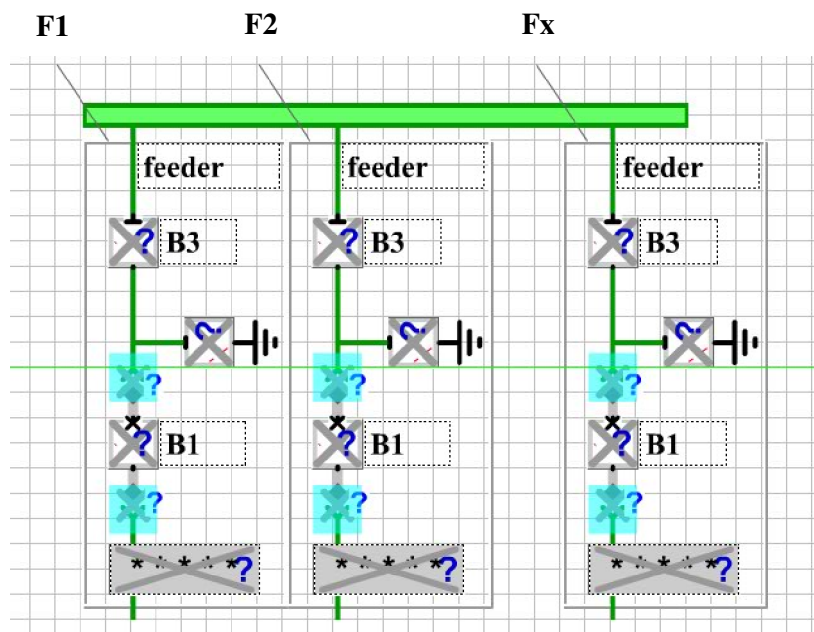 F1 F2 Fx
feeder feeder feeder
? B3 ? B3 ? B3
? ? ?
? ? ?
? B1 ? B1 ? B1
? ? ?
* * * * *? * * * * *? * * * * *?